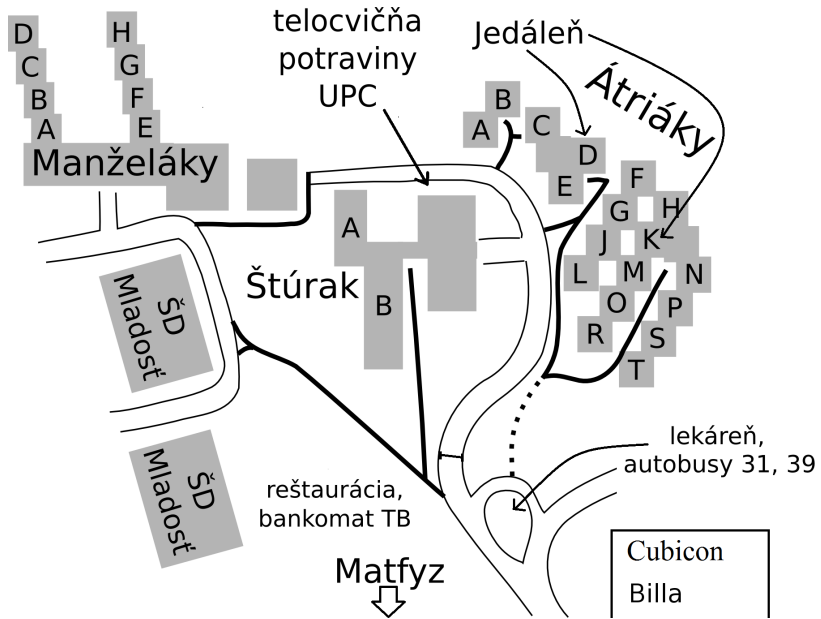 telocvičňa
potraviny
UPC
Jedáleň
Átriáky
D
C
B
A
H
G
F
E
Manželáky
A
B
C
D
E
F
G
H
J
K
L
M
N
O
P
R
S
T
A
B
Štúrak
ŠD
Mladosť
ŠD
Mladosť
lekáreň,
autobusy 31, 39
reštaurácia,
bankomat TB
Matfyz
Cubicon
Billa